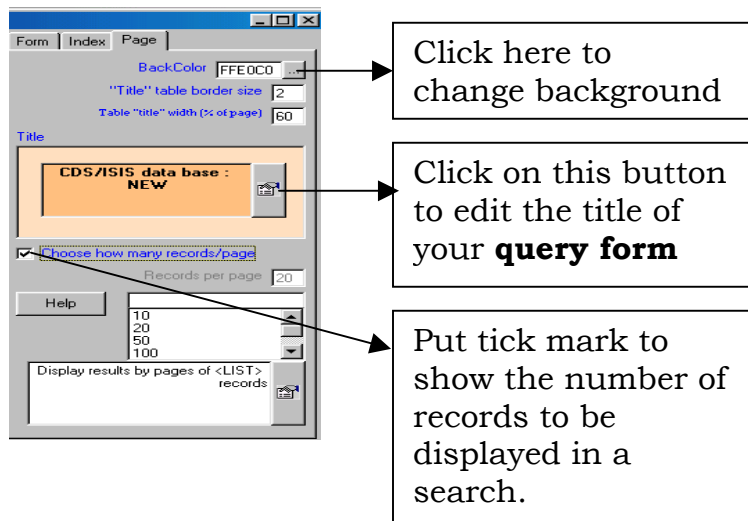 Form Index Page
BackColor FFE0C0 ...
"Title" table border size 2
Table "title" width (% of page) 60
Title
CDS/ISIS data base :
NEW
Choose how many records/page
Records per page 20
Help
10
20
50
100
Display results by pages of <LIST>
records
Click here to
change background
Click on this button
to edit the title of
your query form
Put tick mark to
show the number of
records to be
displayed in a
search.